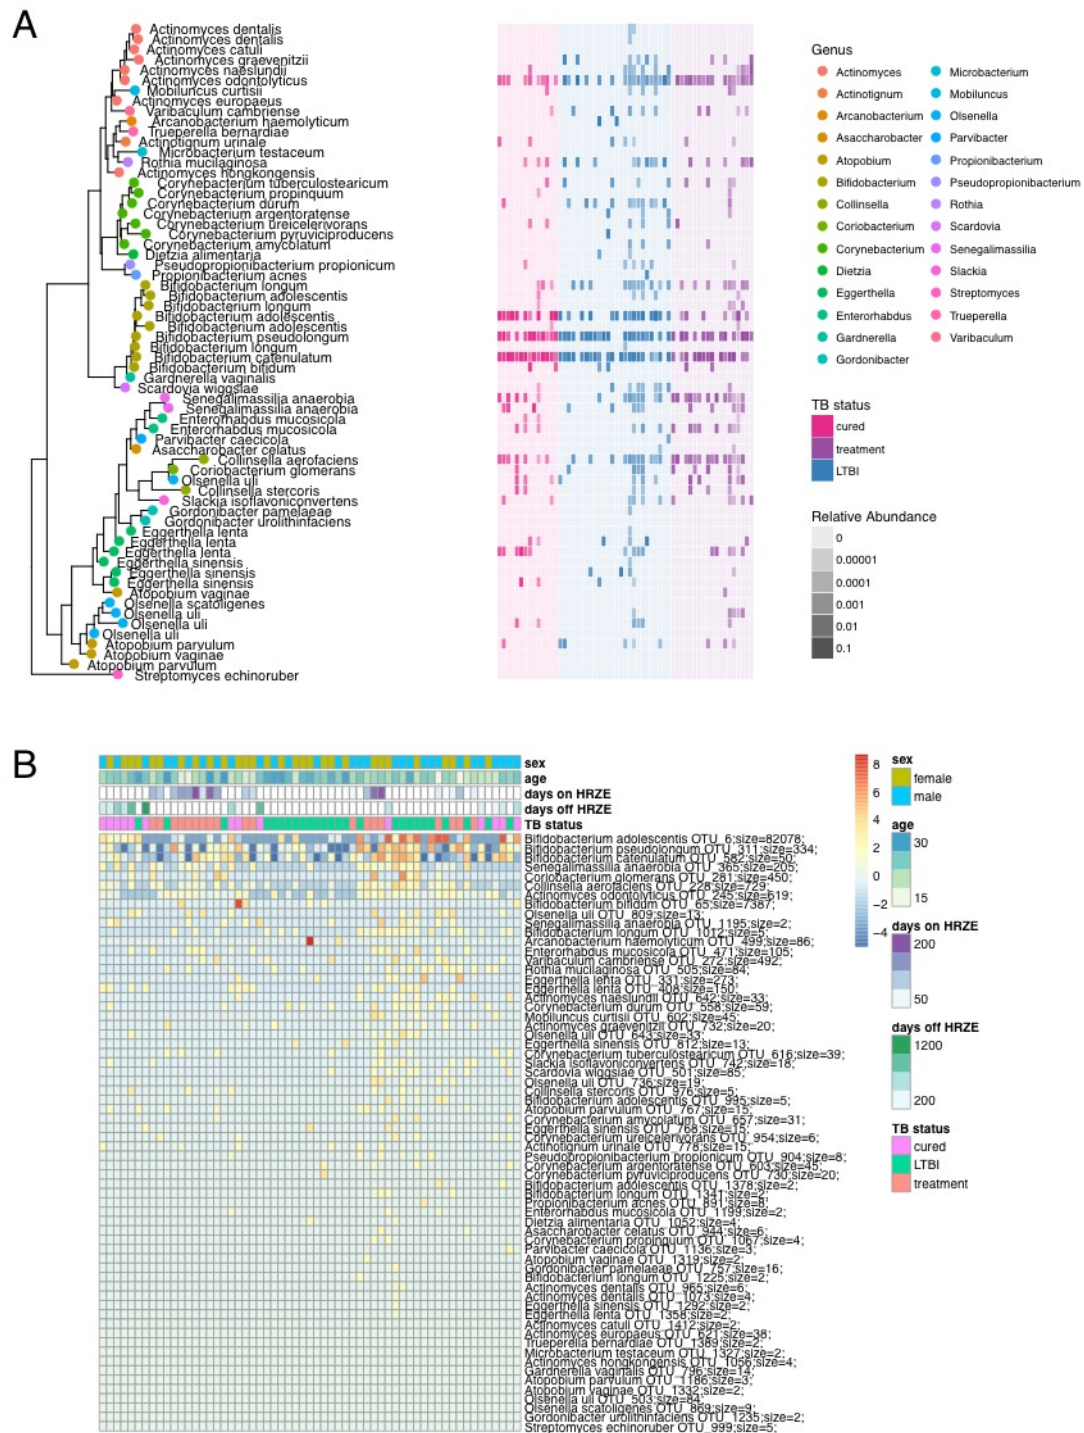 A
Actinomyces dentalis
Actinomyces dentalis
Actinomyces catuli
Actinomyces graevenitzii
Actinomyces naeslundii
Actinomyces odontolyticus
Mobiluncus curtisii
Actinomyces europaeus
Varibaculum cambriense
Arcanobacterium haemolyticum
Trueperella bernardiae
Actinotignum urinale
Microbacterium testaceum
Rothia mucilaginosa
Actinomyces hongkongensis
Corynebacterium tuberculostearicum
Corynebacterium propinquum
Corynebacterium durum
Corynebacterium argentoratense
Corynebacterium ureicelerivorans
Corynebacterium pyruviciproducens
Corynebacterium amycolatum
Dietzia alimentaria
Pseudopropionibacterium propionicum
Propionibacterium acnes
Bifidobacterium longum
Bifidobacterium adolescentis
Bifidobacterium longum
Bifidobacterium adolescentis
Bifidobacterium adolescentis
Bifidobacterium pseudolongum
Bifidobacterium longum
Bifidobacterium catenulatum
Bifidobacterium bifidum
Gardnerella vaginalis
Scardovia wiggsiae
Senegalimassilia anaerobia
Senegalimassilia anaerobia
Enterorhabdus mucosicola
Enterorhabdus mucosicola
Parvibacter caecicola
Asaccharobacter celatus
Collinsella aerofaciens
Coriobacterium glomerans
Olsenella uli
Collinsella stercoris
Slackia isoflavoniconvertens
Gordonibacter pamelaeae
Gordonibacter urolithinfaciens
Eggerthella lenta
Eggerthella lenta
Eggerthella lenta
Eggerthella sinensis
Eggerthella sinensis
Eggerthella sinensis
Atopobium vaginae
Olsenella scatoligenes
Olsenella uli
Olsenella uli
Olsenella uli
Atopobium parvulum
Atopobium vaginae
Atopobium parvulum
Streptomyces echinoruber
Genus
Actinomyces
Actinotignum
Arcanobacterium
Asaccharobacter
Atopobium
Bifidobacterium
Collinsella
Coriobacterium
Corynebacterium
Dietzia
Eggerthella
Enterorhabdus
Gardnerella
Gordonibacter
Microbacterium
Mobiluncus
Olsenella
Parvibacter
Propionibacterium
Pseudopropionibacterium
Rothia
Scardovia
Senegalimassilia
Slackia
Streptomyces
Trueperella
Varibaculum
TB status
cured
treatment
LTBI
Relative Abundance
0
0.00001
0.0001
0.001
0.01
0.1
B
sex
age
days on HRZE
days off HRZE
TB status
Bifidobacterium adolescentis OTU_6;size=82078;
Bifidobacterium pseudolongum OTU_311;size=334;
Bifidobacterium catenulatum OTU_582;size=50;
Senegalimassilia anaerobia OTU_365;size=205;
Coriobacterium glomerans OTU_281;size=450;
Collinsella aerofaciens OTU_228;size=729;
Actinomyces odontolyticus OTU_245;size=619;
Bifidobacterium bifidum OTU_65;size=7387;
Olsenella uli OTU_809;size=13;
Senegalimassilia anaerobia OTU_1195;size=2;
Bifidobacterium longum OTU_1012;size=5;
Arcanobacterium haemolyticum OTU_499;size=86;
Enterorhabdus mucosicola OTU_471;size=105;
Varibaculum cambriense OTU_272;size=492;
Rothia mucilaginosa OTU_505;size=84;
Eggerthella lenta OTU_331;size=273;
Eggerthella lenta OTU_408;size=150;
Actinomyces naeslundii OTU_642;size=33;
Corynebacterium durum OTU_558;size=59;
Mobiluncus curtisii OTU_602;size=45;
Actinomyces graevenitzii OTU_732;size=20;
Olsenella uli OTU_643;size=33;
Eggerthella sinensis OTU_812;size=13;
Corynebacterium tuberculostearicum OTU_616;size=39;
Slackia isoflavoniconvertens OTU_742;size=18;
Scardovia wiggsiae OTU_501;size=85;
Olsenella uli OTU_736;size=19;
Collinsella stercoris OTU_976;size=5;
Bifidobacterium adolescentis OTU_995;size=5;
Atopobium parvulum OTU_767;size=15;
Corynebacterium amycolatum OTU_657;size=31;
Eggerthella sinensis OTU_768;size=15;
Corynebacterium ureicelerivorans OTU_954;size=6;
Actinotignum urinale OTU_778;size=15;
Pseudopropionibacterium propionicum OTU_904;size=8;
Corynebacterium argentoratense OTU_603;size=45;
Corynebacterium pyruviciproducens OTU_730;size=20;
Bifidobacterium adolescentis OTU_1378;size=2;
Bifidobacterium longum OTU_1341;size=2;
Propionibacterium acnes OTU_891;size=8;
Enterorhabdus mucosicola OTU_1199;size=2;
Dietzia alimentaria OTU_1052;size=4;
Asaccharobacter celatus OTU_944;size=6;
Corynebacterium propinquum OTU_1067;size=4;
Parvibacter caecicola OTU_1136;size=3;
Atopobium vaginae OTU_1319;size=2;
Gordonibacter pamelaeae OTU_757;size=16;
Bifidobacterium longum OTU_1225;size=2;
Actinomyces dentalis OTU_965;size=6;
Actinomyces dentalis OTU_1073;size=4;
Eggerthella sinensis OTU_1292;size=2;
Eggerthella lenta OTU_1358;size=2;
Actinomyces catuli OTU_1412;size=2;
Actinomyces europaeus OTU_621;size=38;
Trueperella bernardiae OTU_1389;size=2;
Microbacterium testaceum OTU_1327;size=2;
Actinomyces hongkongensis OTU_1056;size=4;
Gardnerella vaginalis OTU_796;size=14;
Atopobium parvulum OTU_1186;size=3;
Atopobium vaginae OTU_1332;size=2;
Olsenella uli OTU_503;size=84;
Olsenella scatoligenes OTU_869;size=9;
Gordonibacter urolithinfaciens OTU_1235;size=2;
Streptomyces echinoruber OTU_999;size=5;
8
6
4
2
0
−2
−4
sex
female
male
age
30
15
days on HRZE
200
50
days off HRZE
1200
200
TB status
cured
LTBI
treatment